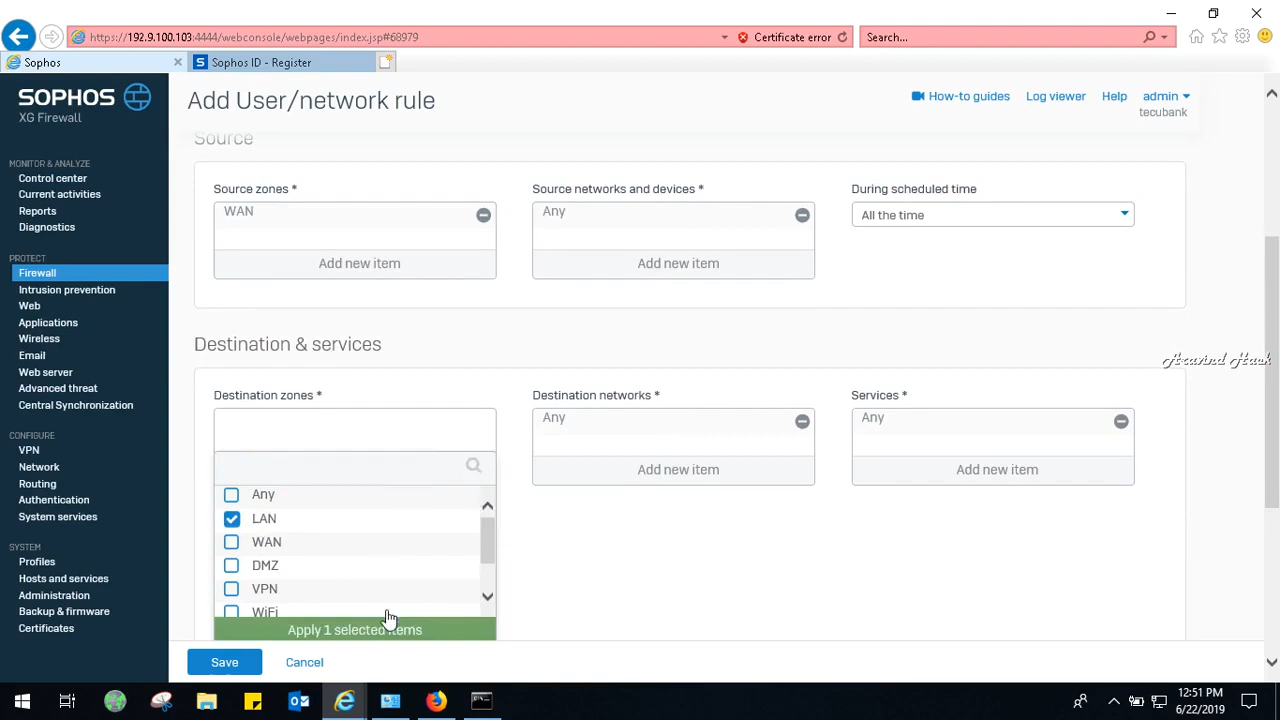 https://192.9.100.103:4444/webconsole/webpages/index.jsp#68979
Certificate error
Search...
Sophos
S
Sophos ID - Register
SOPHOS
XG Firewall
Add User/network rule
How-to guides
Log viewer
Help
admin
tecubank
MONITOR & ANALYZE
Control center
Current activities
Reports
Diagnostics
PROTECT
Firewall
Intrusion prevention
Web
Applications
Wireless
Email
Web server
Advanced threat
Central Synchronization
CONFIGURE
VPN
Network
Routing
Authentication
System services
SYSTEM
Profiles
Hosts and services
Administration
Backup & firmware
Certificates
Source
Source zones *
WAN
Add new item
Source networks and devices *
Any
Add new item
During scheduled time
All the time
Destination & services
Destination zones *
Any
LAN
WAN
DMZ
VPN
WiFi
Apply 1 selected items
Destination networks *
Any
Add new item
Services *
Any
Add new item
Save
Cancel
Aravind Hack
12:51 PM
6/22/2019